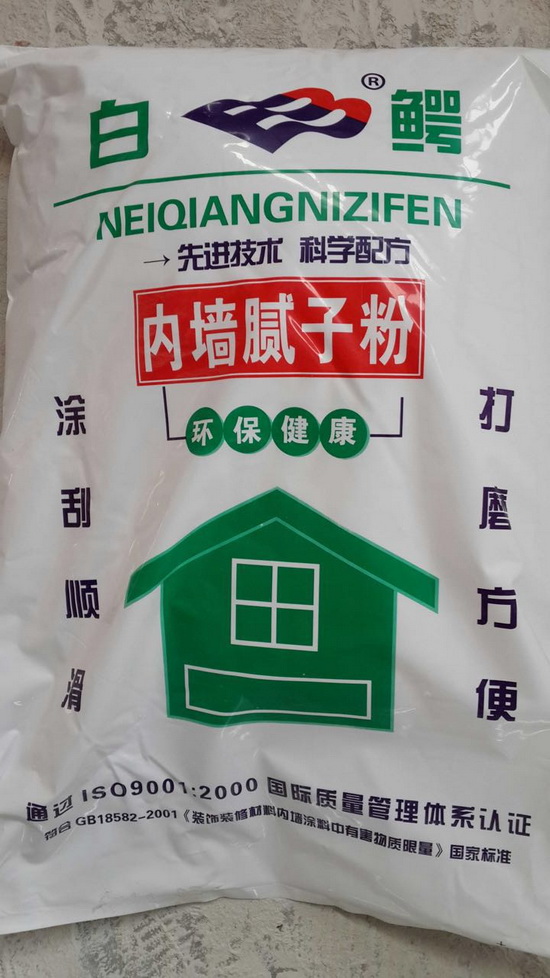 白 ® 鳄
NEIQIANGNIZIFEN
→先进技术 科学配方
内墙腻子粉
环保健康
涂刮顺滑
打磨方便
通过ISO9001:2000国际质量管理体系认证
符合GB18582-2001《装饰装修材料内墙涂料中有害物质限量》国家标准